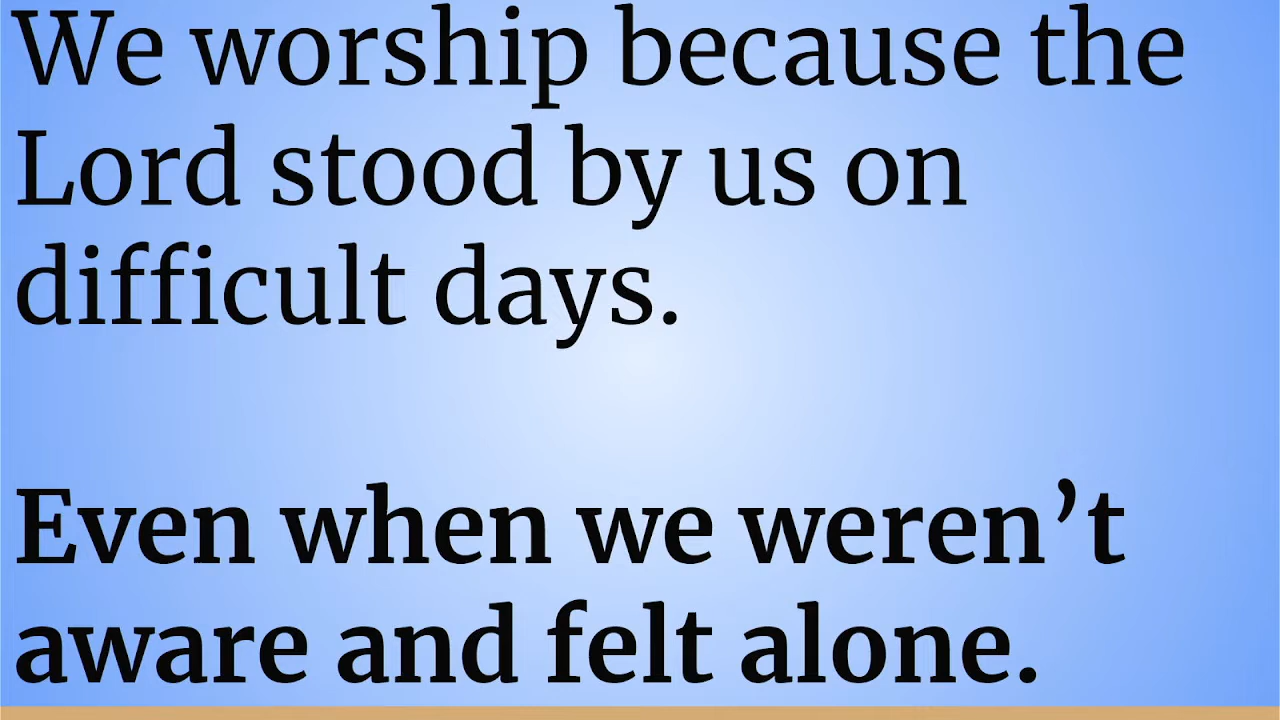 We worship because the
Lord stood by us on
difficult days.
Even when we weren’t
aware and felt alone.